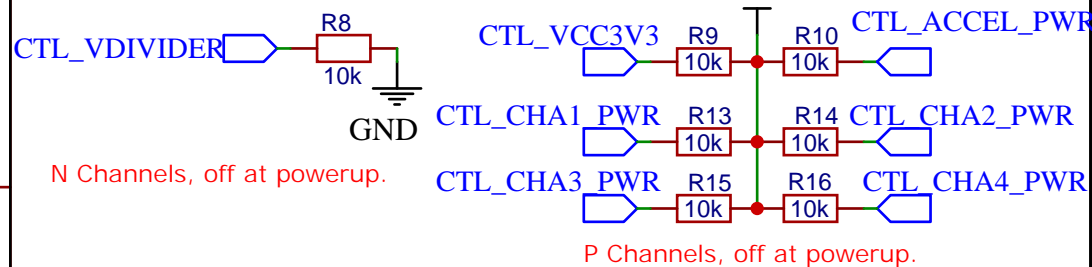 CTL_VDIVIDER
R8
10k
GND
N Channels, off at powerup.
CTL_VCC3V3
R9
10k
R10
10k
CTL_ACCEL_PWR
CTL_CHA1_PWR
R13
10k
R14
10k
CTL_CHA2_PWR
CTL_CHA3_PWR
R15
10k
R16
10k
CTL_CHA4_PWR
P Channels, off at powerup.